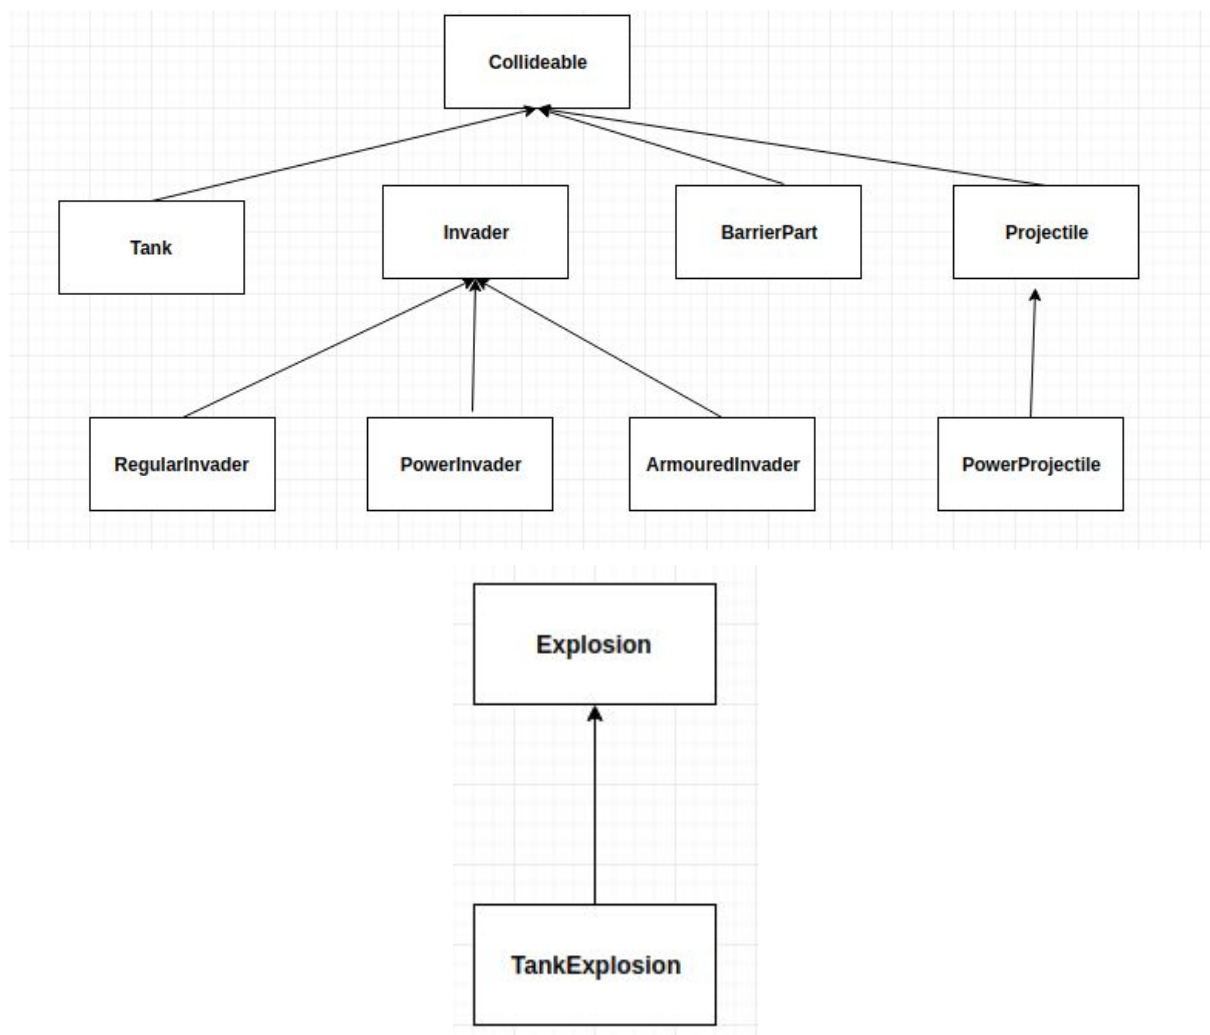 Collideable
Tank
Invader
BarrierPart
Projectile
RegularInvader
PowerInvader
ArmouredInvader
PowerProjectile
Explosion
TankExplosion